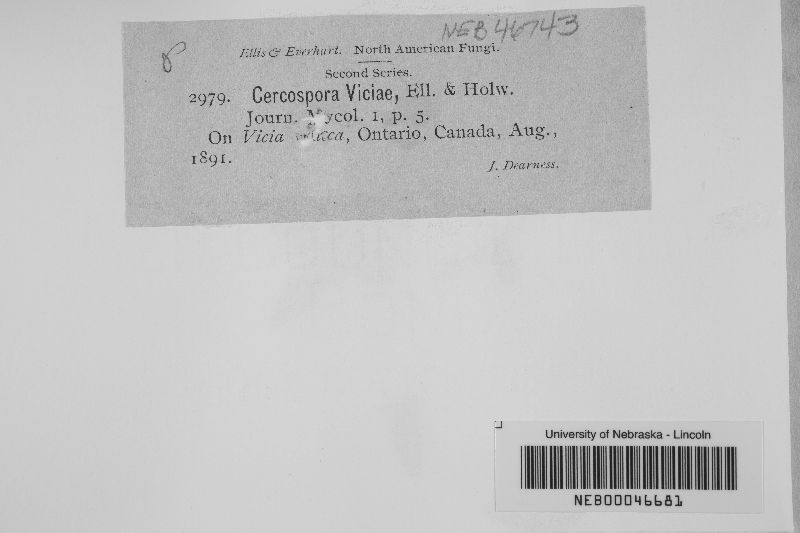 NEB 46743
Ellis & Everhart. North American Fungi.
Second Series.
2979. Cercospora Viciae, Ell. & Holw.
Journ. Mycol. 1, p. 5.
On Vicia, Ontario, Canada, Aug.,
1891.
J. Dearness.
University of Nebraska - Lincoln
NEB00046681